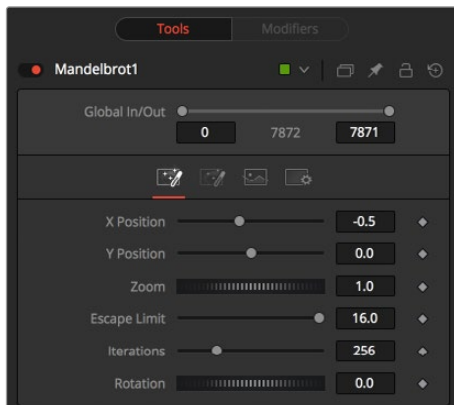 Tools Modifiers
Mandelbrot1
Global In/Out
0 7872 7871
X Position -0.5
Y Position 0.0
Zoom 1.0
Escape Limit 16.0
Iterations 256
Rotation 0.0